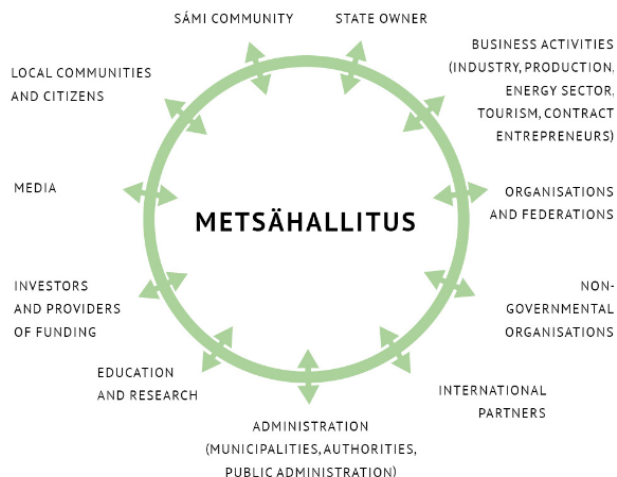 SÁMI COMMUNITY
STATE OWNER
BUSINESS ACTIVITIES
(INDUSTRY, PRODUCTION,
ENERGY SECTOR,
TOURISM, CONTRACT
ENTREPRENEURS)
LOCAL COMMUNITIES
AND CITIZENS
MEDIA
METSÄHALLITUS
ORGANISATIONS
AND FEDERATIONS
INVESTORS
AND PROVIDERS
OF FUNDING
NON-
GOVERNMENTAL
ORGANISATIONS
EDUCATION
AND RESEARCH
INTERNATIONAL
PARTNERS
ADMINISTRATION
(MUNICIPALITIES, AUTHORITIES,
PUBLIC ADMINISTRATION)